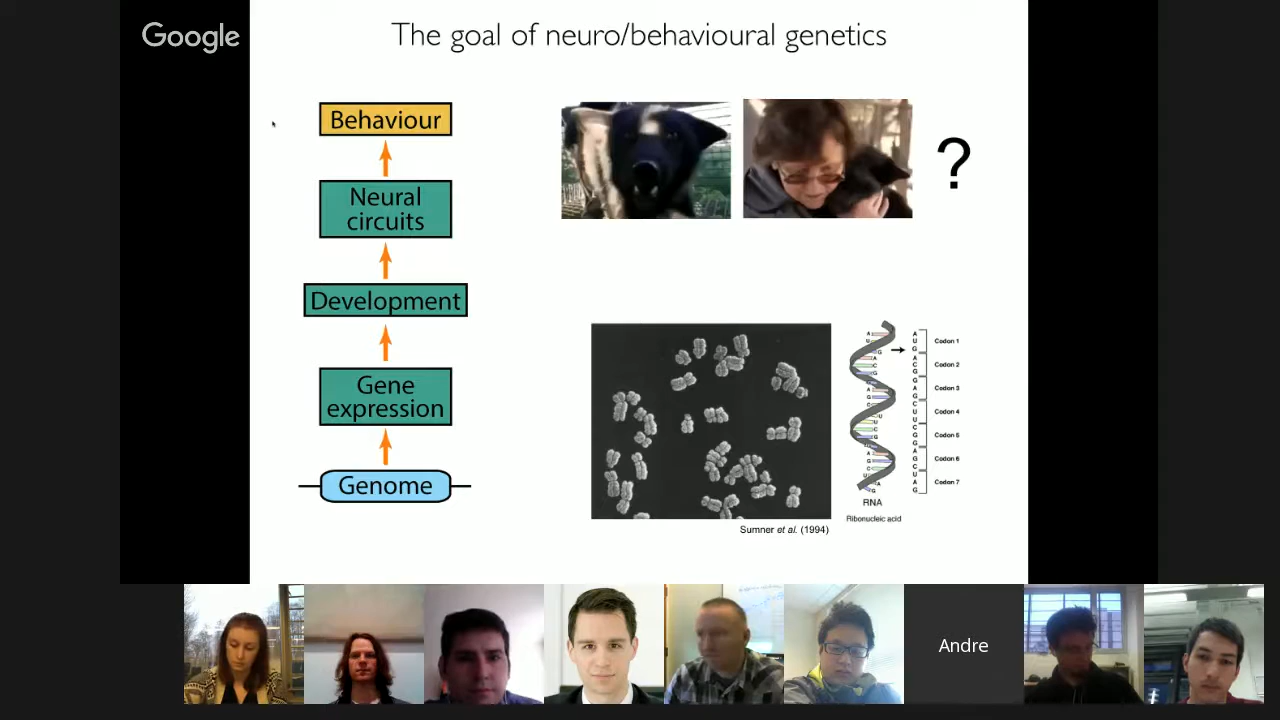 Google
The goal of neuro/behavioural genetics
Behaviour
Neural
circuits
Development
Gene
expression
Genome
?
Codon 1
Codon 2
Codon 3
Codon 4
Codon 5
Codon 6
Codon 7
RNA
Ribonucleic acid
Sumner et al. (1994)
Andre